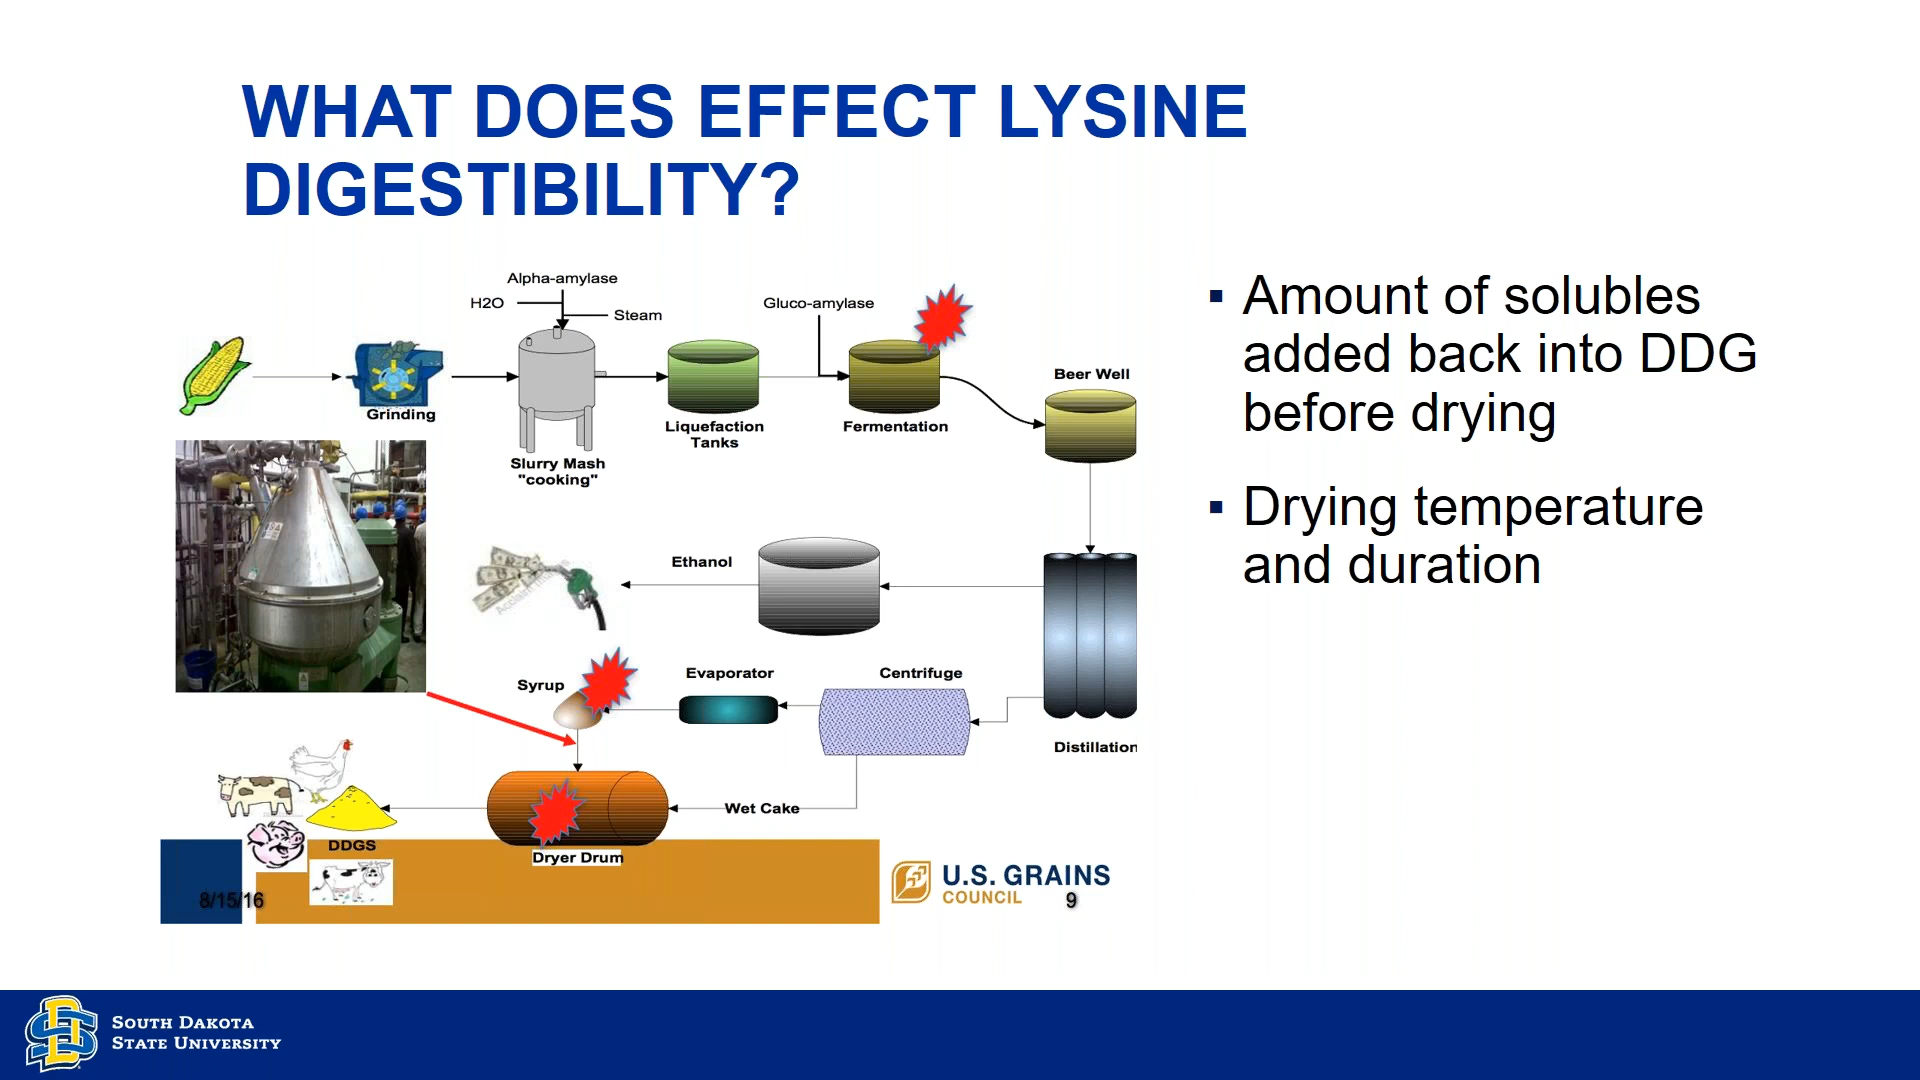 WHAT DOES EFFECT LYSINE
DIGESTIBILITY?
Alpha-amylase
H2O
Steam
Gluco-amylase
Grinding
Slurry Mash
"cooking"
Liquefaction
Tanks
Fermentation
Beer Well
Ethanol
Syrup
Evaporator
Centrifuge
Distillation
Wet Cake
DDGS
Dryer Drum
8/15/16
U.S. GRAINS
COUNCIL
9
▪ Amount of solubles
added back into DDG
before drying
▪ Drying temperature
and duration
SOUTH DAKOTA
STATE UNIVERSITY